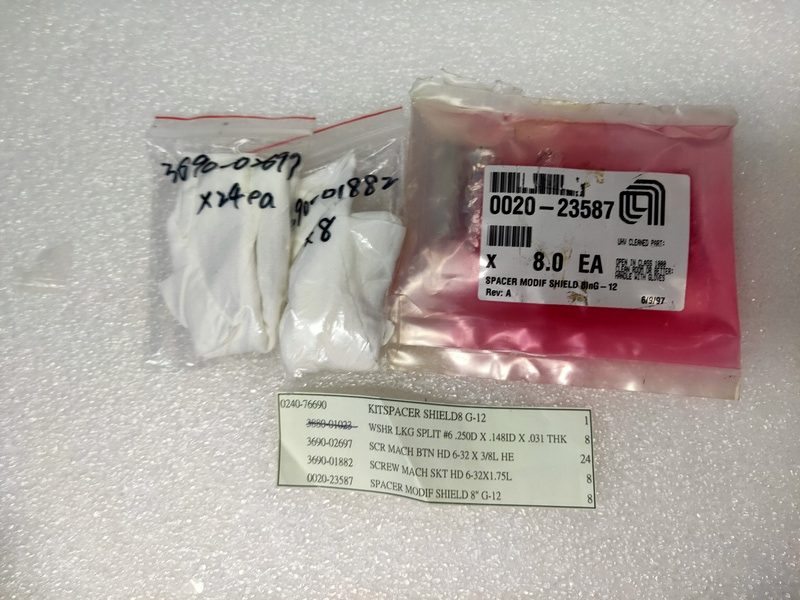 3690-02697
x24ea
90-01882
x8
0020-23587
UHV CLEANED PART:
OPEN IN CLASS 1000
CLEAN ROOM OR BETTER:
HANDLE WITH GLOVES
x 8.0 EA
SPACER MODIF SHIELD 8inG-12
Rev: A 6/9/97
0240-76690 KITSPACER SHIELD8 G-12 1
3880-01023 WSHR LKG SPLIT #6 .250D X .148ID X .031 THK 8
3690-02697 SCR MACH BTN HD 6-32 X 3/8L HE 24
3690-01882 SCREW MACH SKT HD 6-32X1.75L 8
0020-23587 SPACER MODIF SHIELD 8" G-12 8